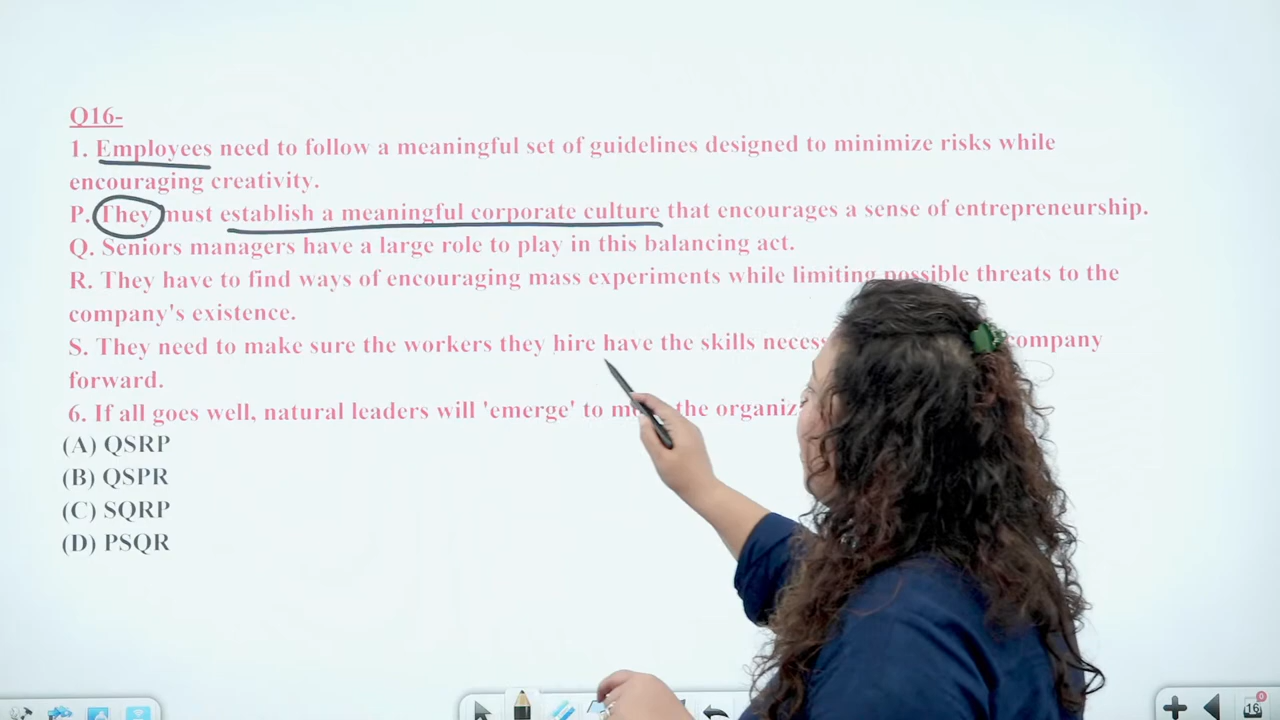 Q16-
1. Employees need to follow a meaningful set of guidelines designed to minimize risks while
encouraging creativity.
P. They must establish a meaningful corporate culture that encourages a sense of entrepreneurship.
Q. Seniors managers have a large role to play in this balancing act.
R. They have to find ways of encouraging mass experiments while limiting possible threats to the
company's existence.
S. They need to make sure the workers they hire have the skills company
forward.
6. If all goes well, natural leaders will 'emerge' to the
(A) QSRP
(B) QSPR
(C) SQRP
(D) PSQR
16